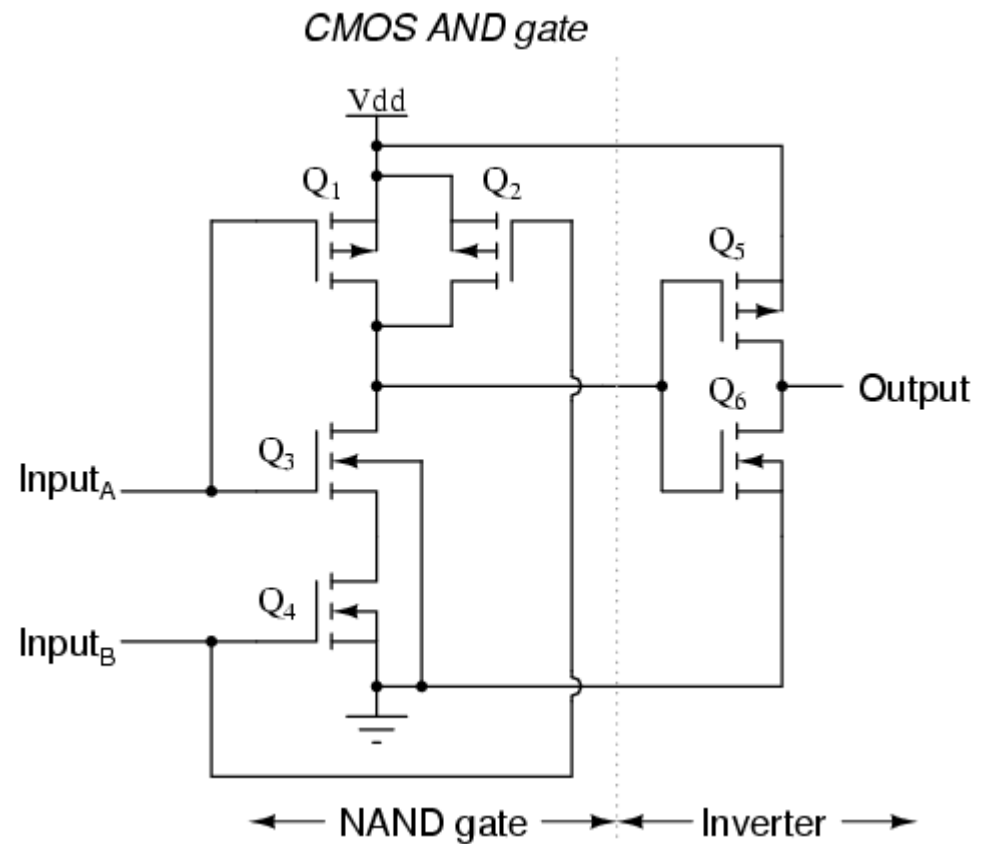 CMOS AND gate
Vdd
Q1
Q2
Q5
Q6
Output
Q3
InputA
Q4
InputB
NAND gate
Inverter